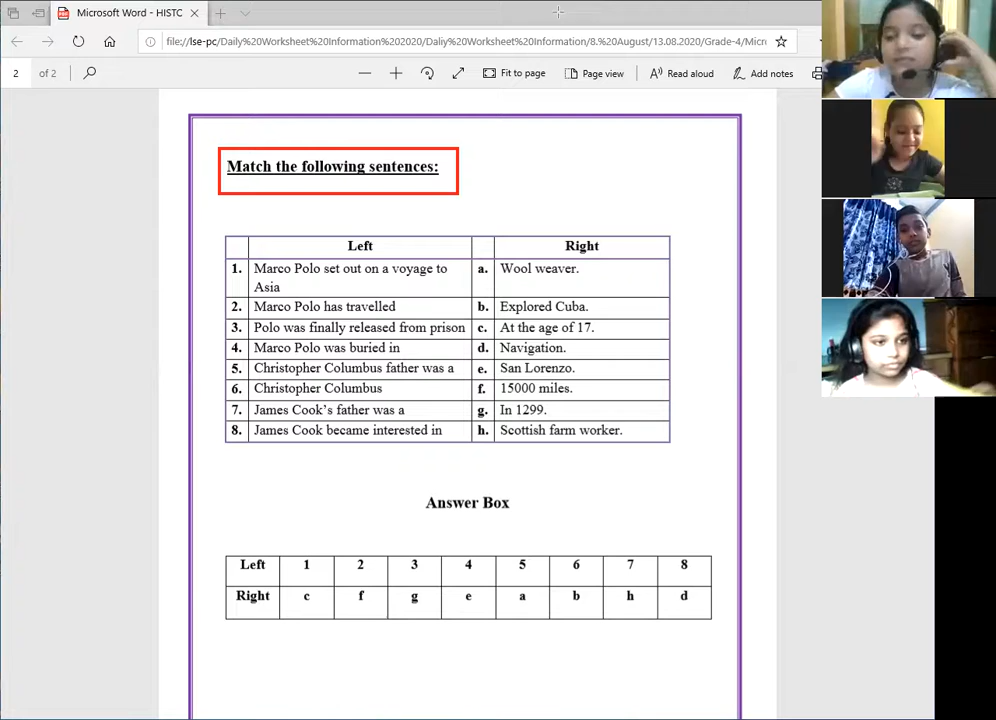 Microsoft Word - HISTC
file://lse-pc/Daily%20Worksheet%20Information%202020/Daliy%20Worksheet%20Information/8.%20August/13.08.2020/Grade-4/Micro
2 of 2
Fit to page
Page view
Read aloud
Add notes
Match the following sentences:
Left Right
1. Marco Polo set out on a voyage to Asia a. Wool weaver.
2. Marco Polo has travelled b. Explored Cuba.
3. Polo was finally released from prison c. At the age of 17.
4. Marco Polo was buried in d. Navigation.
5. Christopher Columbus father was a e. San Lorenzo.
6. Christopher Columbus f. 15000 miles.
7. James Cook's father was a g. In 1299.
8. James Cook became interested in h. Scottish farm worker.
Answer Box
Left 1 2 3 4 5 6 7 8
Right c f g e a b h d